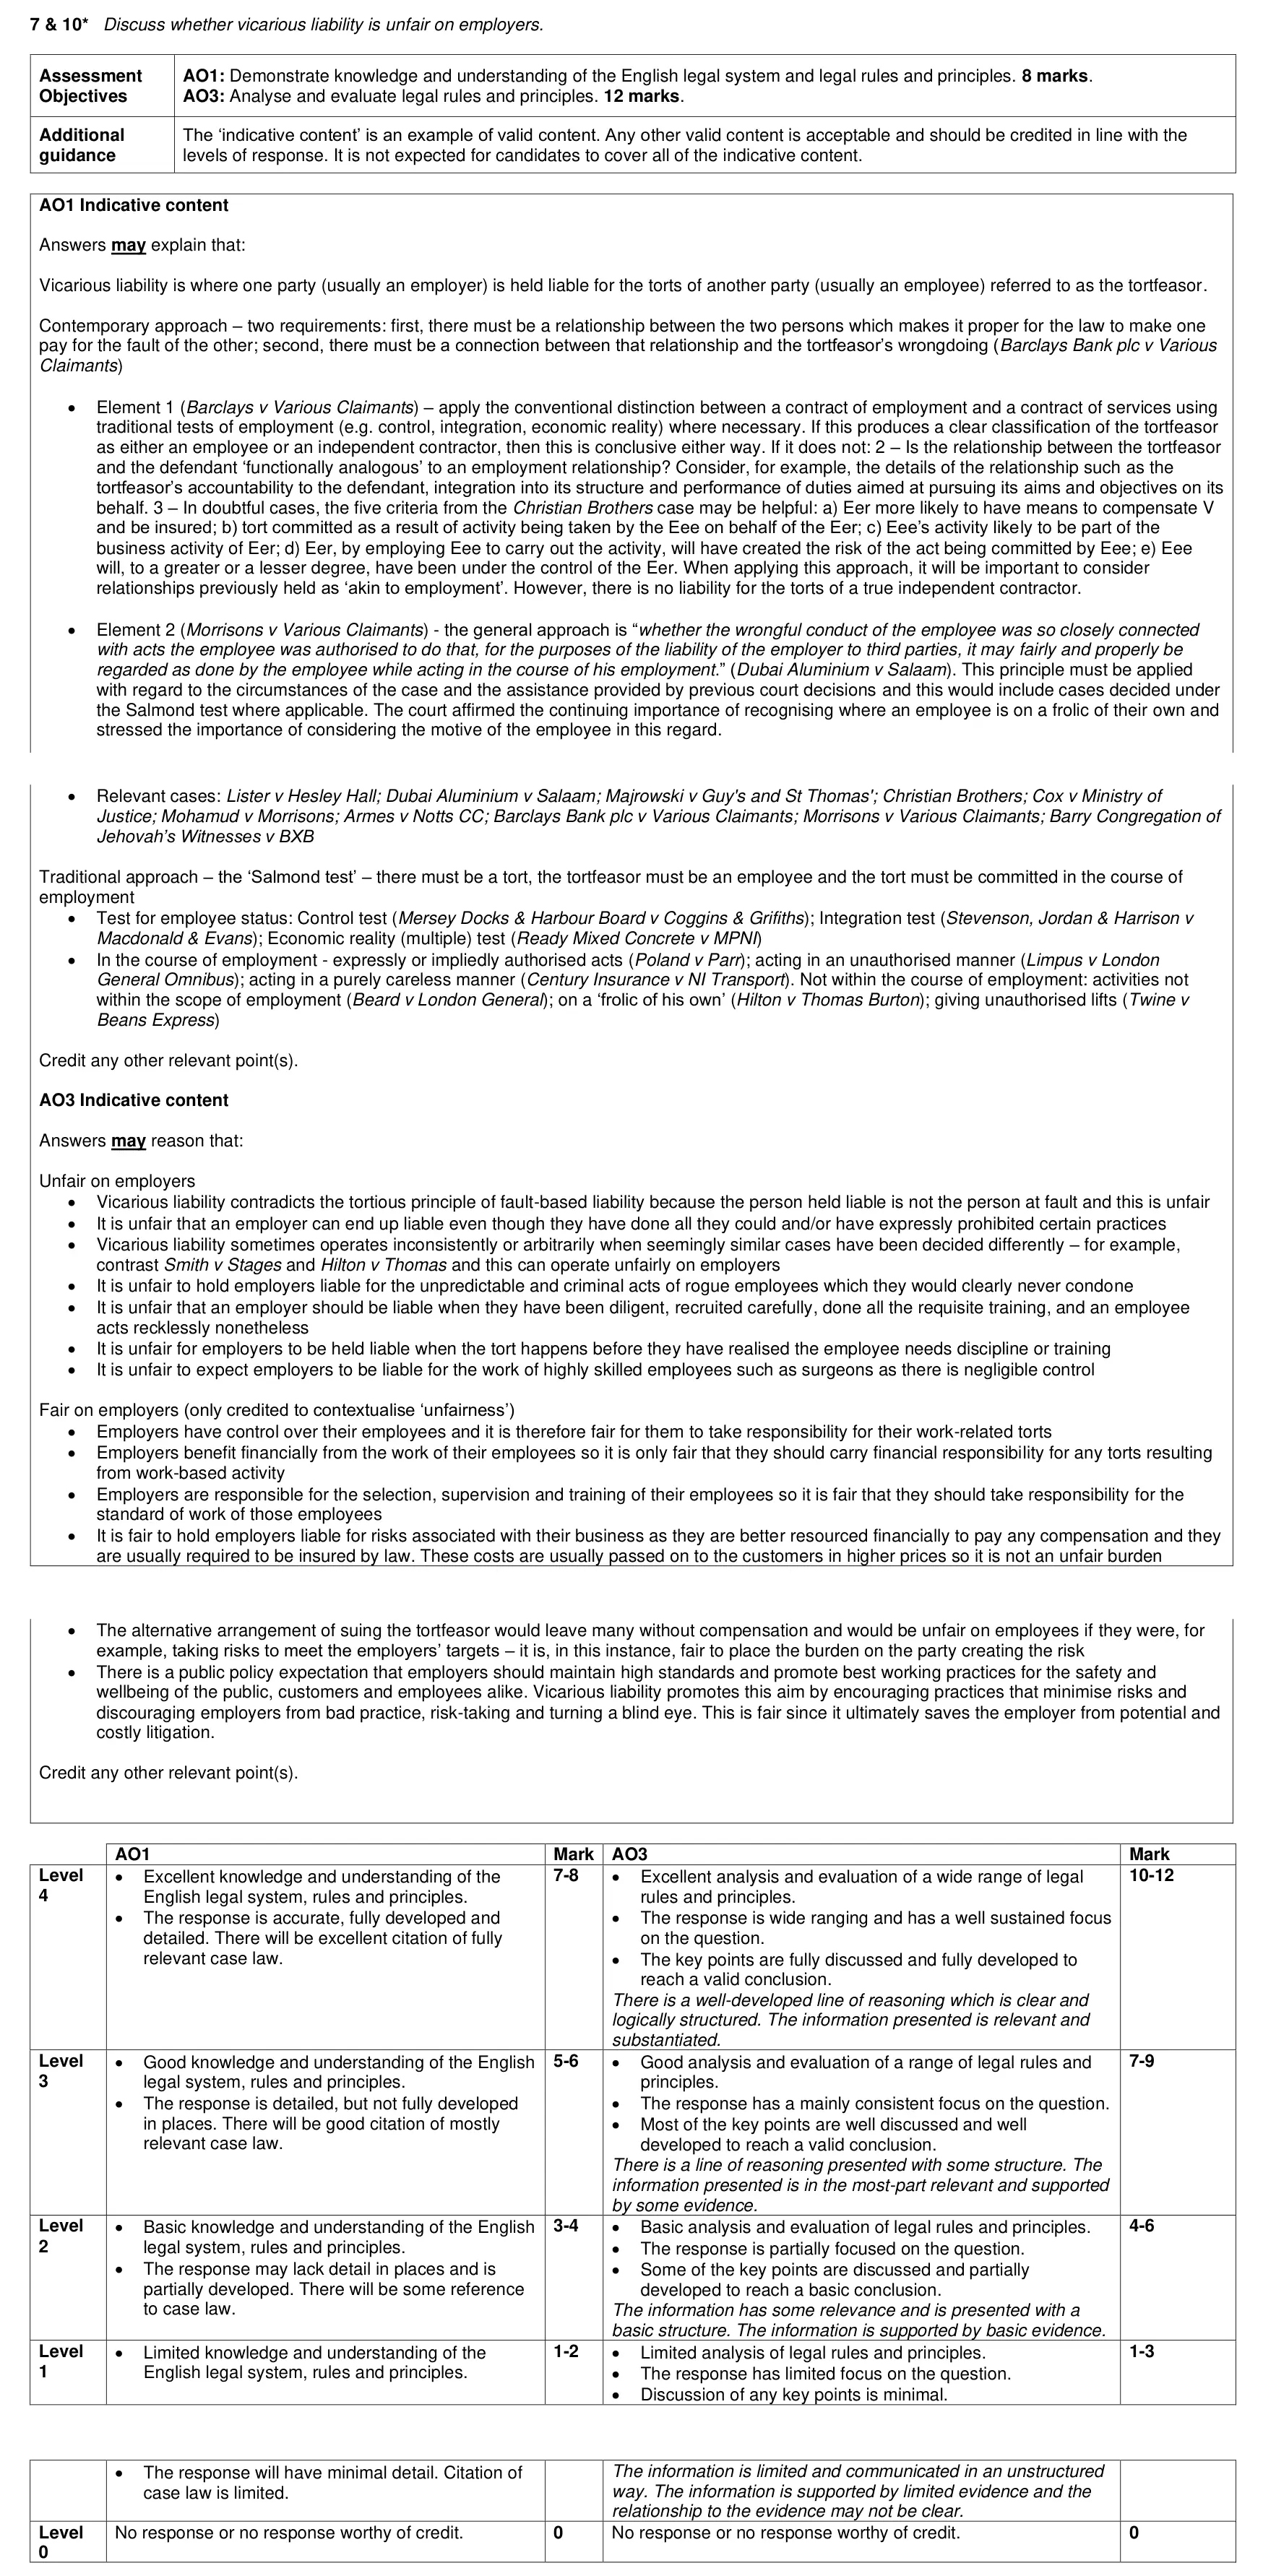 7 & 10* Discuss whether vicarious liability is unfair on employers.
Assessment
Objectives
AO1: Demonstrate knowledge and understanding of the English legal system and legal rules and principles. 8 marks.
AO3: Analyse and evaluate legal rules and principles. 12 marks.
Additional
guidance
The ‘indicative content’ is an example of valid content. Any other valid content is acceptable and should be credited in line with the
levels of response. It is not expected for candidates to cover all of the indicative content.
AO1 Indicative content
Answers may explain that:
Vicarious liability is where one party (usually an employer) is held liable for the torts of another party (usually an employee) referred to as the tortfeasor.
Contemporary approach – two requirements: first, there must be a relationship between the two persons which makes it proper for the law to make one
pay for the fault of the other; second, there must be a connection between that relationship and the tortfeasor’s wrongdoing (Barclays Bank plc v Various
Claimants)
• Element 1 (Barclays v Various Claimants) – apply the conventional distinction between a contract of employment and a contract of services using
traditional tests of employment (e.g. control, integration, economic reality) where necessary. If this produces a clear classification of the tortfeasor
as either an employee or an independent contractor, then this is conclusive either way. If it does not: 2 – Is the relationship between the tortfeasor
and the defendant ‘functionally analogous’ to an employment relationship? Consider, for example, the details of the relationship such as the
tortfeasor’s accountability to the defendant, integration into its structure and performance of duties aimed at pursuing its aims and objectives on its
behalf. 3 – In doubtful cases, the five criteria from the Christian Brothers case may be helpful: a) Eer more likely to have means to compensate V
and be insured; b) tort committed as a result of activity being taken by the Eee on behalf of the Eer; c) Eee’s activity likely to be part of the
business activity of Eer; d) Eer, by employing Eee to carry out the activity, will have created the risk of the act being committed by Eee; e) Eee
will, to a greater or a lesser degree, have been under the control of the Eer. When applying this approach, it will be important to consider
relationships previously held as ‘akin to employment’. However, there is no liability for the torts of a true independent contractor.
• Element 2 (Morrisons v Various Claimants) - the general approach is “whether the wrongful conduct of the employee was so closely connected
with acts the employee was authorised to do that, for the purposes of the liability of the employer to third parties, it may fairly and properly be
regarded as done by the employee while acting in the course of his employment.” (Dubai Aluminium v Salaam). This principle must be applied
with regard to the circumstances of the case and the assistance provided by previous court decisions and this would include cases decided under
the Salmond test where applicable. The court affirmed the continuing importance of recognising where an employee is on a frolic of their own and
stressed the importance of considering the motive of the employee in this regard.
• Relevant cases: Lister v Hesley Hall; Dubai Aluminium v Salaam; Majrowski v Guy's and St Thomas'; Christian Brothers; Cox v Ministry of
Justice; Mohamud v Morrisons; Armes v Notts CC; Barclays Bank plc v Various Claimants; Morrisons v Various Claimants; Barry Congregation of
Jehovah’s Witnesses v BXB
Traditional approach – the ‘Salmond test’ – there must be a tort, the tortfeasor must be an employee and the tort must be committed in the course of
employment
• Test for employee status: Control test (Mersey Docks & Harbour Board v Coggins & Grifiths); Integration test (Stevenson, Jordan & Harrison v
Macdonald & Evans); Economic reality (multiple) test (Ready Mixed Concrete v MPNI)
• In the course of employment - expressly or impliedly authorised acts (Poland v Parr); acting in an unauthorised manner (Limpus v London
General Omnibus); acting in a purely careless manner (Century Insurance v NI Transport). Not within the course of employment: activities not
within the scope of employment (Beard v London General); on a ‘frolic of his own’ (Hilton v Thomas Burton); giving unauthorised lifts (Twine v
Beans Express)
Credit any other relevant point(s).
AO3 Indicative content
Answers may reason that:
Unfair on employers
• Vicarious liability contradicts the tortious principle of fault-based liability because the person held liable is not the person at fault and this is unfair
• It is unfair that an employer can end up liable even though they have done all they could and/or have expressly prohibited certain practices
• Vicarious liability sometimes operates inconsistently or arbitrarily when seemingly similar cases have been decided differently – for example,
contrast Smith v Stages and Hilton v Thomas and this can operate unfairly on employers
• It is unfair to hold employers liable for the unpredictable and criminal acts of rogue employees which they would clearly never condone
• It is unfair that an employer should be liable when they have been diligent, recruited carefully, done all the requisite training, and an employee
acts recklessly nonetheless
• It is unfair for employers to be held liable when the tort happens before they have realised the employee needs discipline or training
• It is unfair to expect employers to be liable for the work of highly skilled employees such as surgeons as there is negligible control
Fair on employers (only credited to contextualise ‘unfairness’)
• Employers have control over their employees and it is therefore fair for them to take responsibility for their work-related torts
• Employers benefit financially from the work of their employees so it is only fair that they should carry financial responsibility for any torts resulting
from work-based activity
• Employers are responsible for the selection, supervision and training of their employees so it is fair that they should take responsibility for the
standard of work of those employees
• It is fair to hold employers liable for risks associated with their business as they are better resourced financially to pay any compensation and they
are usually required to be insured by law. These costs are usually passed on to the customers in higher prices so it is not an unfair burden
• The alternative arrangement of suing the tortfeasor would leave many without compensation and would be unfair on employees if they were, for
example, taking risks to meet the employers’ targets – it is, in this instance, fair to place the burden on the party creating the risk
• There is a public policy expectation that employers should maintain high standards and promote best working practices for the safety and
wellbeing of the public, customers and employees alike. Vicarious liability promotes this aim by encouraging practices that minimise risks and
discouraging employers from bad practice, risk-taking and turning a blind eye. This is fair since it ultimately saves the employer from potential and
costly litigation.
Credit any other relevant point(s).
AO1 Mark AO3 Mark
Level
4
• Excellent knowledge and understanding of the
English legal system, rules and principles.
• The response is accurate, fully developed and
detailed. There will be excellent citation of fully
relevant case law.
7-8
• Excellent analysis and evaluation of a wide range of legal
rules and principles.
• The response is wide ranging and has a well sustained focus
on the question.
• The key points are fully discussed and fully developed to
reach a valid conclusion.
There is a well-developed line of reasoning which is clear and
logically structured. The information presented is relevant and
substantiated.
10-12
Level
3
• Good knowledge and understanding of the English
legal system, rules and principles.
• The response is detailed, but not fully developed
in places. There will be good citation of mostly
relevant case law.
5-6
• Good analysis and evaluation of a range of legal rules and
principles.
• The response has a mainly consistent focus on the question.
• Most of the key points are well discussed and well
developed to reach a valid conclusion.
There is a line of reasoning presented with some structure. The
information presented is in the most-part relevant and supported
by some evidence.
7-9
Level
2
• Basic knowledge and understanding of the English
legal system, rules and principles.
• The response may lack detail in places and is
partially developed. There will be some reference
to case law.
3-4
• Basic analysis and evaluation of legal rules and principles.
• The response is partially focused on the question.
• Some of the key points are discussed and partially
developed to reach a basic conclusion.
The information has some relevance and is presented with a
basic structure. The information is supported by basic evidence.
4-6
Level
1
• Limited knowledge and understanding of the
English legal system, rules and principles.
1-2
• Limited analysis of legal rules and principles.
• The response has limited focus on the question.
• Discussion of any key points is minimal.
1-3
• The response will have minimal detail. Citation of
case law is limited.
The information is limited and communicated in an unstructured
way. The information is supported by limited evidence and the
relationship to the evidence may not be clear.
Level
0
No response or no response worthy of credit.
0
No response or no response worthy of credit.
0